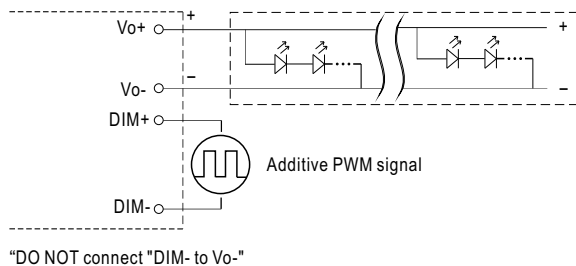 Vo+
+
+
Vo-
–
–
DIM+
Additive PWM signal
DIM-
“DO NOT connect "DIM- to Vo-"